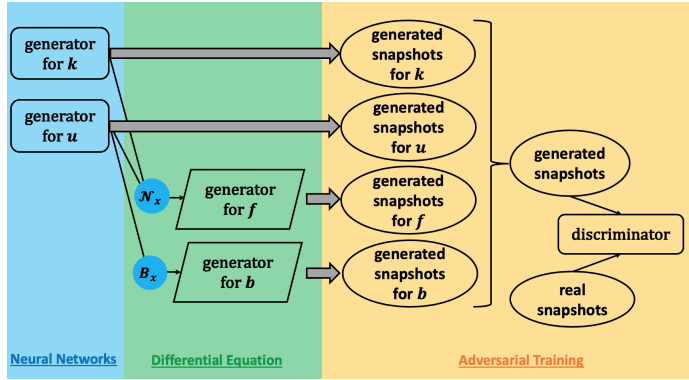 generator
for k
generator
for u
𝒩ₓ
Bₓ
generator
for f
generator
for b
generated
snapshots
for k
generated
snapshots
for u
generated
snapshots
for f
generated
snapshots
for b
generated
snapshots
discriminator
real
snapshots
Neural Networks
Differential Equation
Adversarial Training